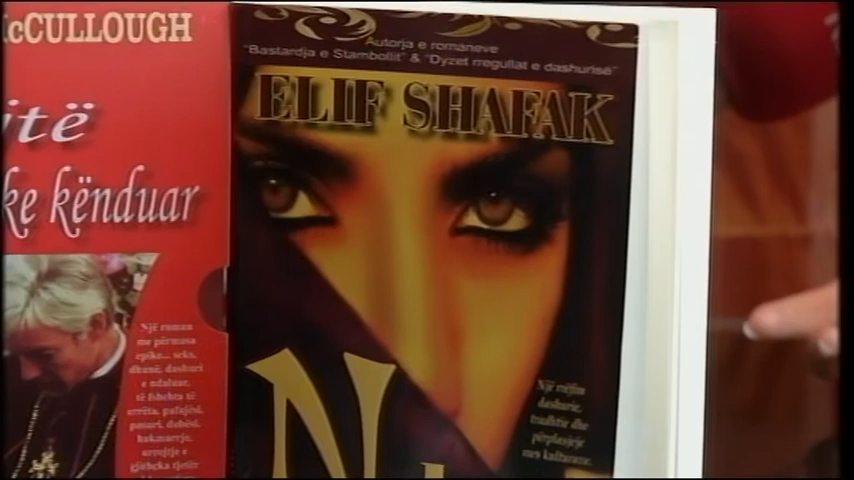 cCULLOUGH
itë
ke kënduar
Një roman
me përmasa
epike... seks,
dhunë, dashuri
e ndaluar,
të fshehta të
errëta, pafajësi,
pasuri, dobësi,
hakmarrje,
urrejtje e
gjithçka tjetër
Autorja e romaneve
"Bastardja e Stambollit" & "Dyzet rregullat e dashurisë"
ELIF SHAFAK
N
Një rrëfim
dashurie,
tradhtie dhe
përplasjeje
mes kulturave.